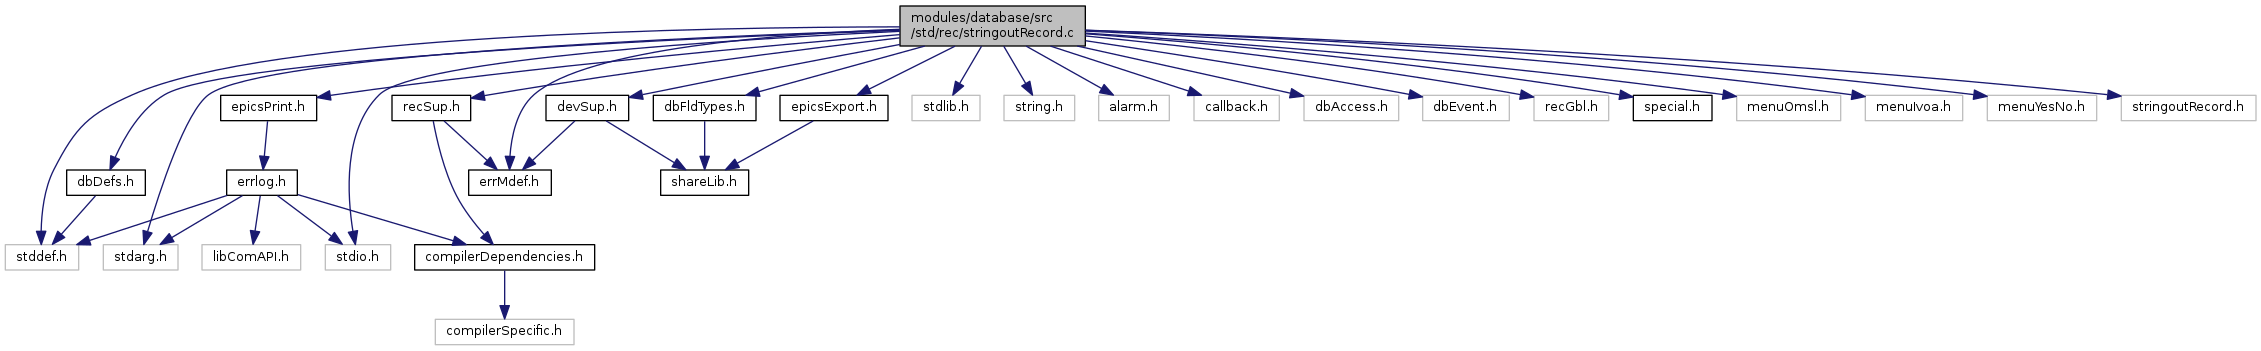 modules/database/src
/std/rec/stringoutRecord.c
epicsPrint.h
recSup.h
devSup.h
dbFldTypes.h
epicsExport.h
stdlib.h
string.h
alarm.h
callback.h
dbAccess.h
dbEvent.h
recGbl.h
special.h
menuOmsl.h
menuIvoa.h
menuYesNo.h
stringoutRecord.h
dbDefs.h
errlog.h
errMdef.h
shareLib.h
stddef.h
stdarg.h
libComAPI.h
stdio.h
compilerDependencies.h
compilerSpecific.h